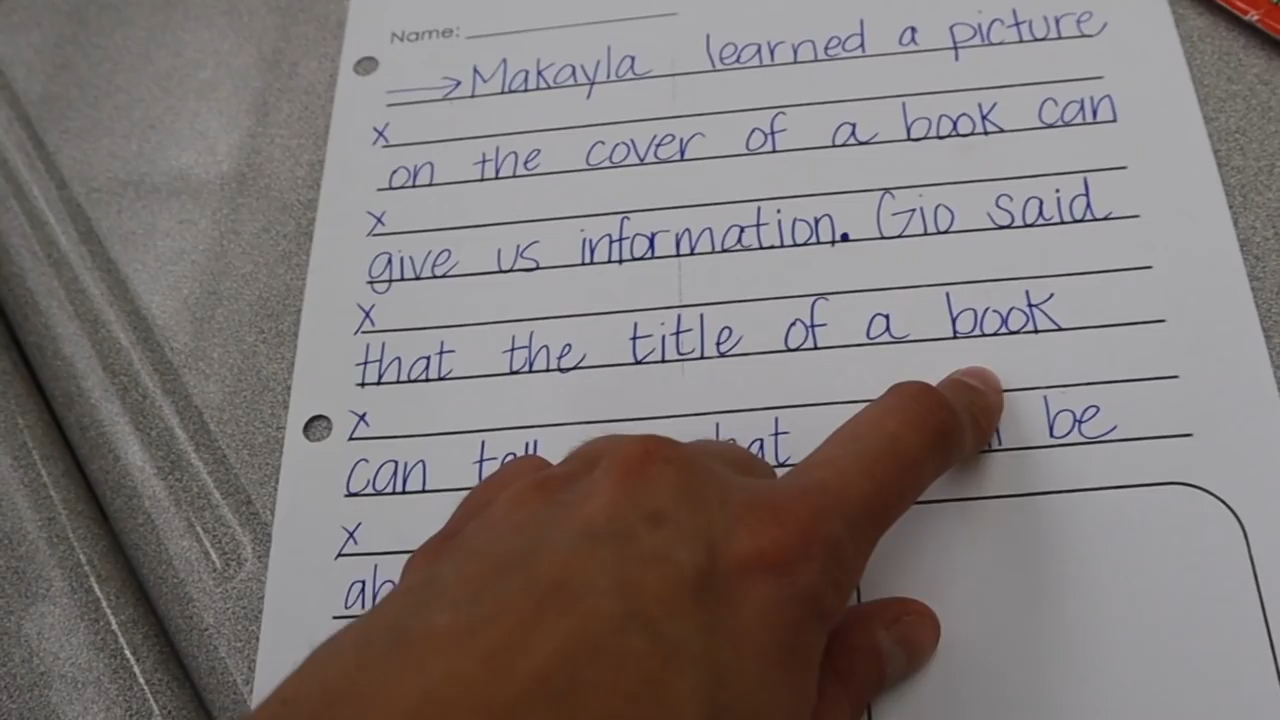 Name:
→ Makayla learned a picture
x
on the cover of a book can
x
give us information. Gio said
x
that the title of a book
x
can be
x